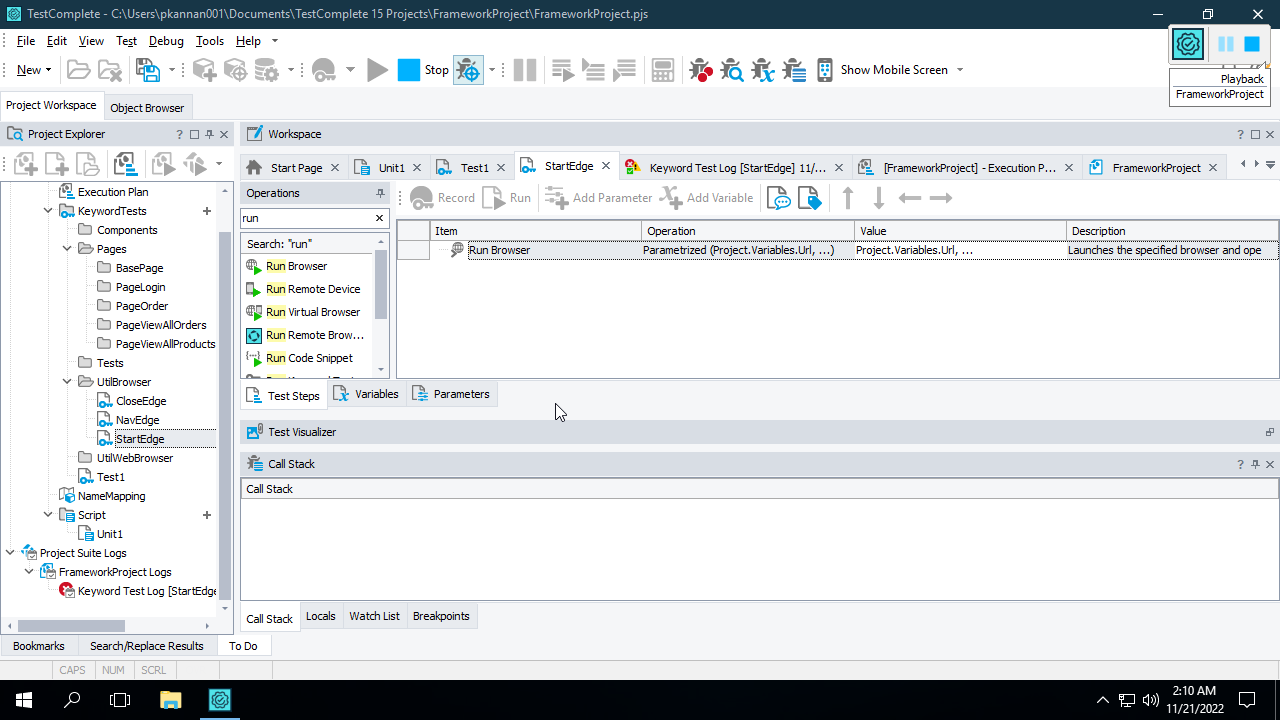 TestComplete - C:\Users\pkannan001\Documents\TestComplete 15 Projects\FrameworkProject\FrameworkProject.pjs
File Edit View Test Debug Tools Help
New Stop Show Mobile Screen
Playback
FrameworkProject
Project Workspace Object Browser
Project Explorer ?
Workspace ?
Start Page Unit1 Test1 StartEdge Keyword Test Log [StartEdge] 11/... [FrameworkProject] - Execution P... FrameworkProject
Execution Plan
KeywordTests
Components
Pages
BasePage
PageLogin
PageOrder
PageViewAllOrders
PageViewAllProducts
Tests
UtilBrowser
CloseEdge
NavEdge
StartEdge
UtilWebBrowser
Test1
NameMapping
Script
Unit1
Project Suite Logs
FrameworkProject Logs
Keyword Test Log [StartEdge
Operations
run
Search: "run"
Run Browser
Run Remote Device
Run Virtual Browser
Run Remote Brow...
Run Code Snippet
Record Run Add Parameter Add Variable
Item Operation Value Description
Run Browser Parametrized (Project.Variables.Url, ...) Project.Variables.Url, ... Launches the specified browser and ope
Test Steps Variables Parameters
Test Visualizer
Call Stack ?
Call Stack
Call Stack Locals Watch List Breakpoints
Bookmarks Search/Replace Results To Do
CAPS NUM SCRL
2:10 AM
11/21/2022